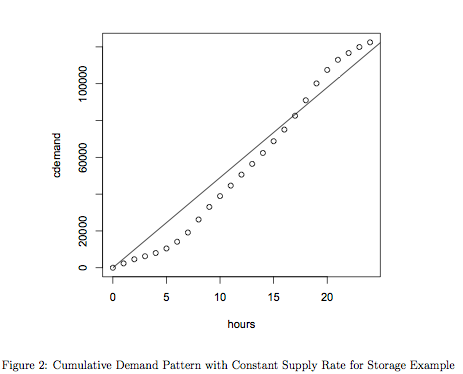 100000
60000
20000
0
cdemand
0 5 10 15 20
hours
Figure 2: Cumulative Demand Pattern with Constant Supply Rate for Storage Example